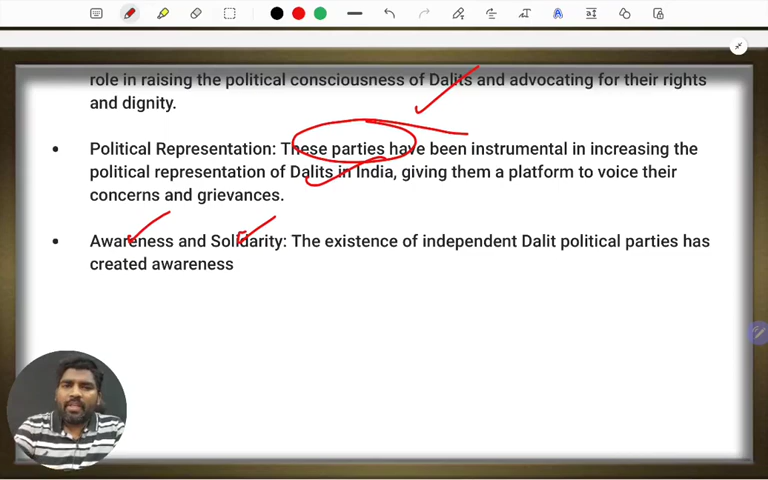 role in raising the political consciousness of Dalits and advocating for their rights
and dignity.
• Political Representation: These parties have been instrumental in increasing the
political representation of Dalits in India, giving them a platform to voice their
concerns and grievances.
• Awareness and Solidarity: The existence of independent Dalit political parties has
created awareness